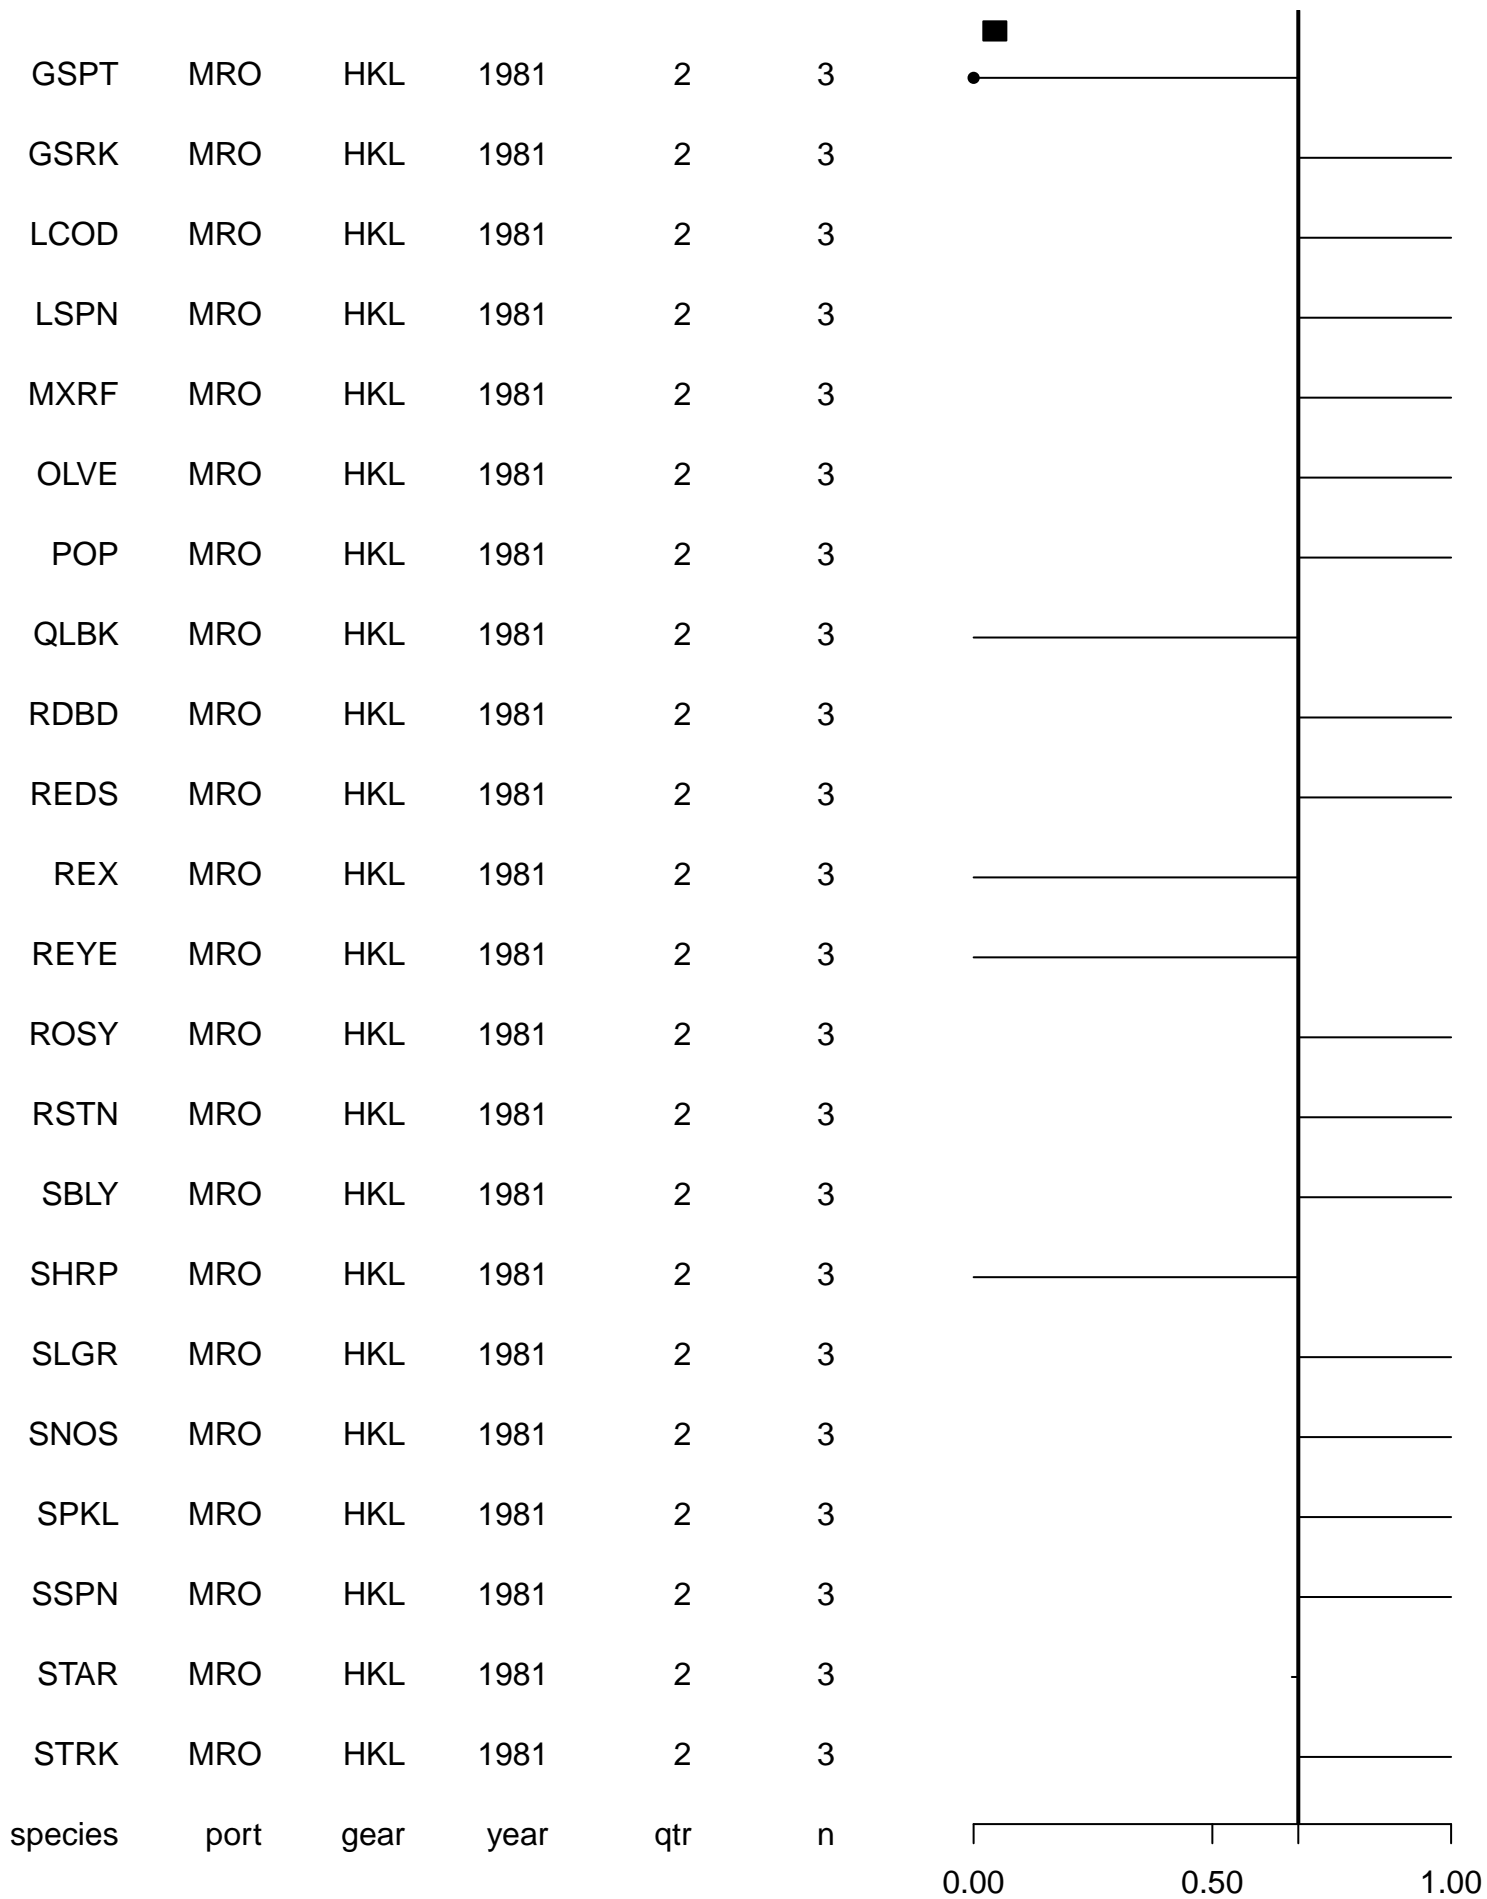 GSPT MRO HKL 1981 2 3
GSRK MRO HKL 1981 2 3
LCOD MRO HKL 1981 2 3
LSPN MRO HKL 1981 2 3
MXRF MRO HKL 1981 2 3
OLVE MRO HKL 1981 2 3
POP MRO HKL 1981 2 3
QLBK MRO HKL 1981 2 3
RDBD MRO HKL 1981 2 3
REDS MRO HKL 1981 2 3
REX MRO HKL 1981 2 3
REYE MRO HKL 1981 2 3
ROSY MRO HKL 1981 2 3
RSTN MRO HKL 1981 2 3
SBLY MRO HKL 1981 2 3
SHRP MRO HKL 1981 2 3
SLGR MRO HKL 1981 2 3
SNOS MRO HKL 1981 2 3
SPKL MRO HKL 1981 2 3
SSPN MRO HKL 1981 2 3
STAR MRO HKL 1981 2 3
STRK MRO HKL 1981 2 3
species port gear year qtr n
0.00 0.50 1.00